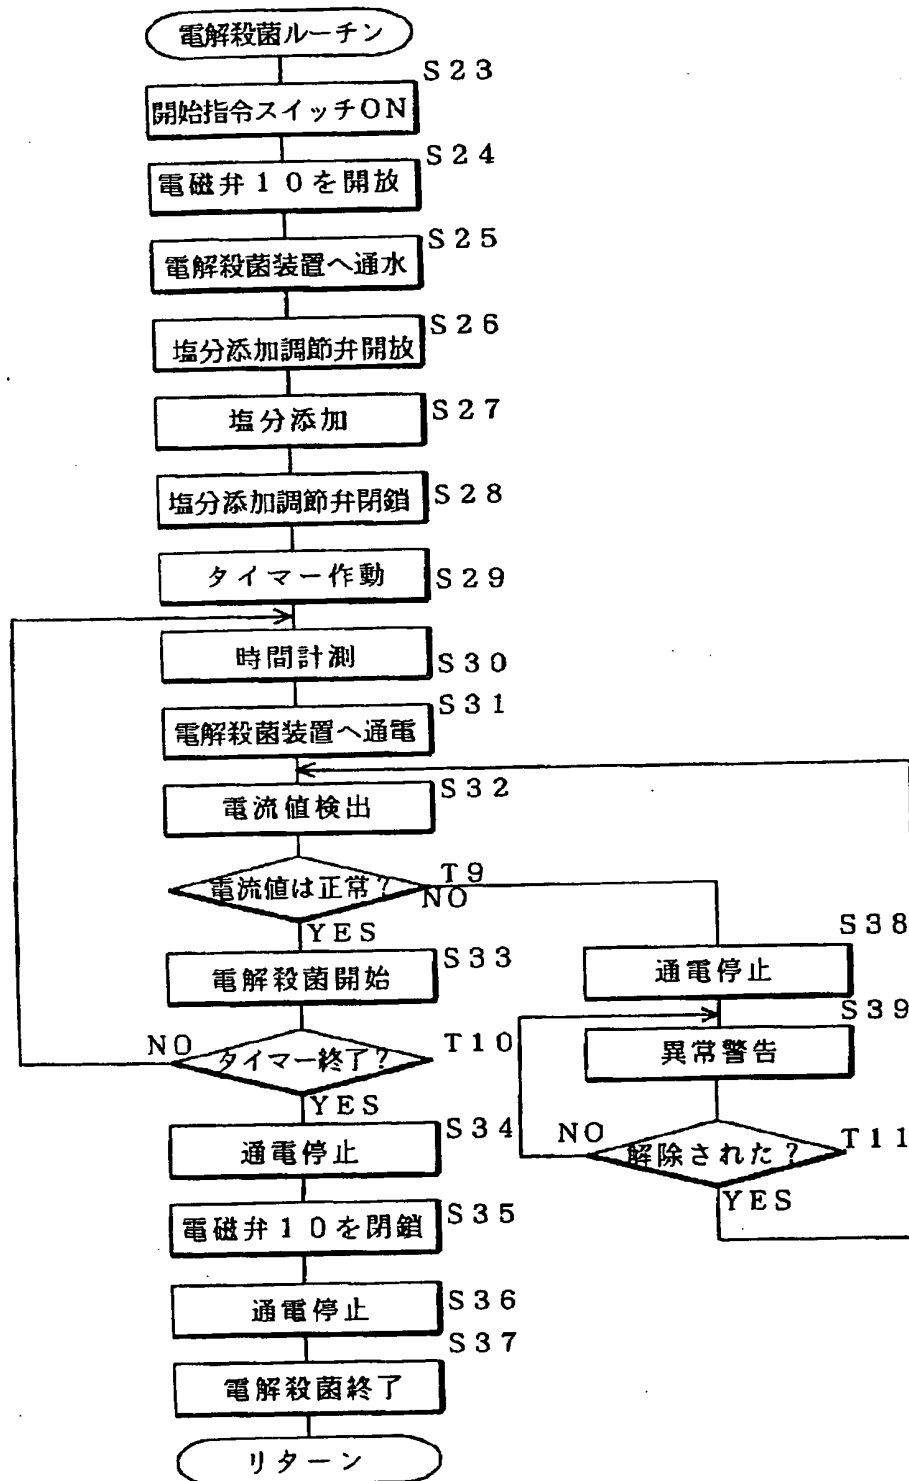 電解殺菌ルーチン
S23
開始指令スイッチON
S24
電磁弁10を開放
S25
電解殺菌装置へ通水
S26
塩分添加調節弁開放
S27
塩分添加
S28
塩分添加調節弁閉鎖
タイマー作動
S29
時間計測
S30
S31
電解殺菌装置へ通電
S32
電流値検出
T9
電流値は正常?
NO
YES
S33
電解殺菌開始
S38
通電停止
S39
異常警告
NO
タイマー終了?
T10
YES
S34
通電停止
NO
解除された?
T11
YES
S35
電磁弁10を閉鎖
S36
通電停止
S37
電解殺菌終了
リターン